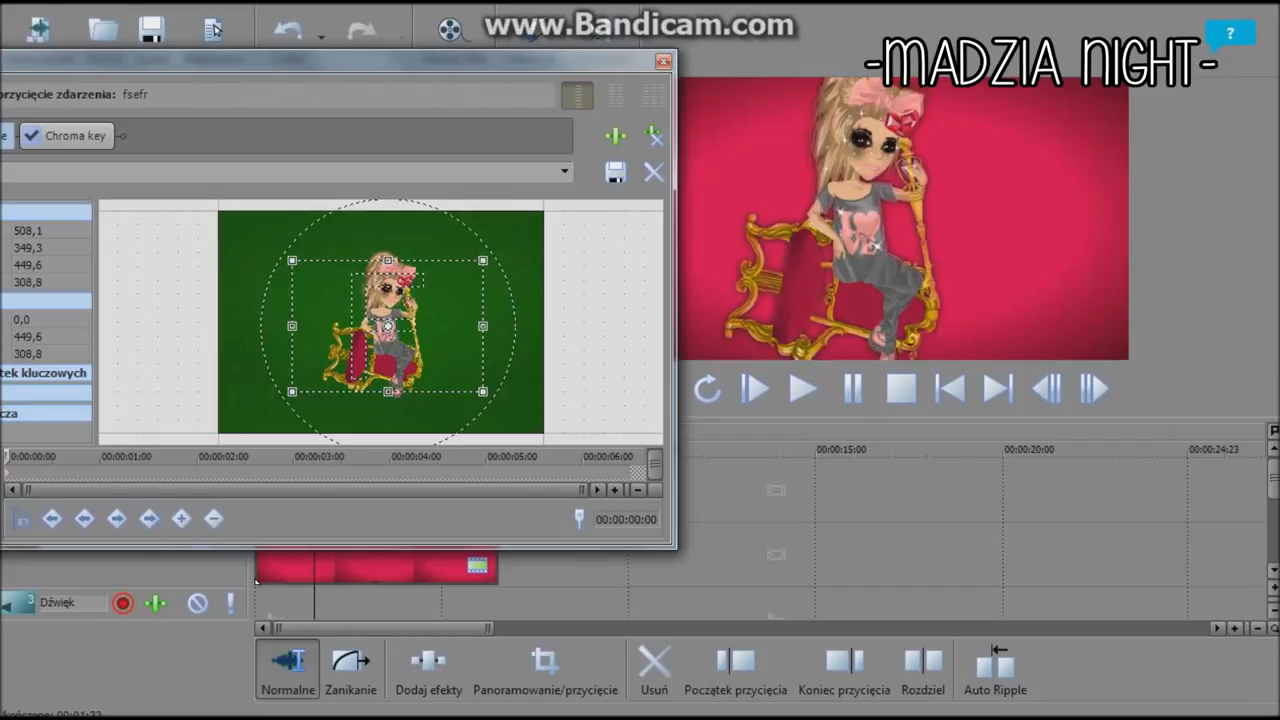 www.Bandicam.com
-MADZIA NIGHT-
?
przycięcie zdarzenia: fsefr
e
Chroma key
508,1
349,3
449,6
308,8
0,0
449,6
308,8
tek kluczowych
cza
0:00:00:00 00:00:01:00 00:00:02:00 00:00:03:00 00:00:04:00 00:00:05:00 00:00:06:00
00:00:00:00
00:00:15:00 00:00:20:00 00:00:24:23
3 Dźwięk
Normalne Zanikanie Dodaj efekty Panoramowanie/przycięcie Usuń Początek przycięcia Koniec przycięcia Rozdziel Auto Ripple